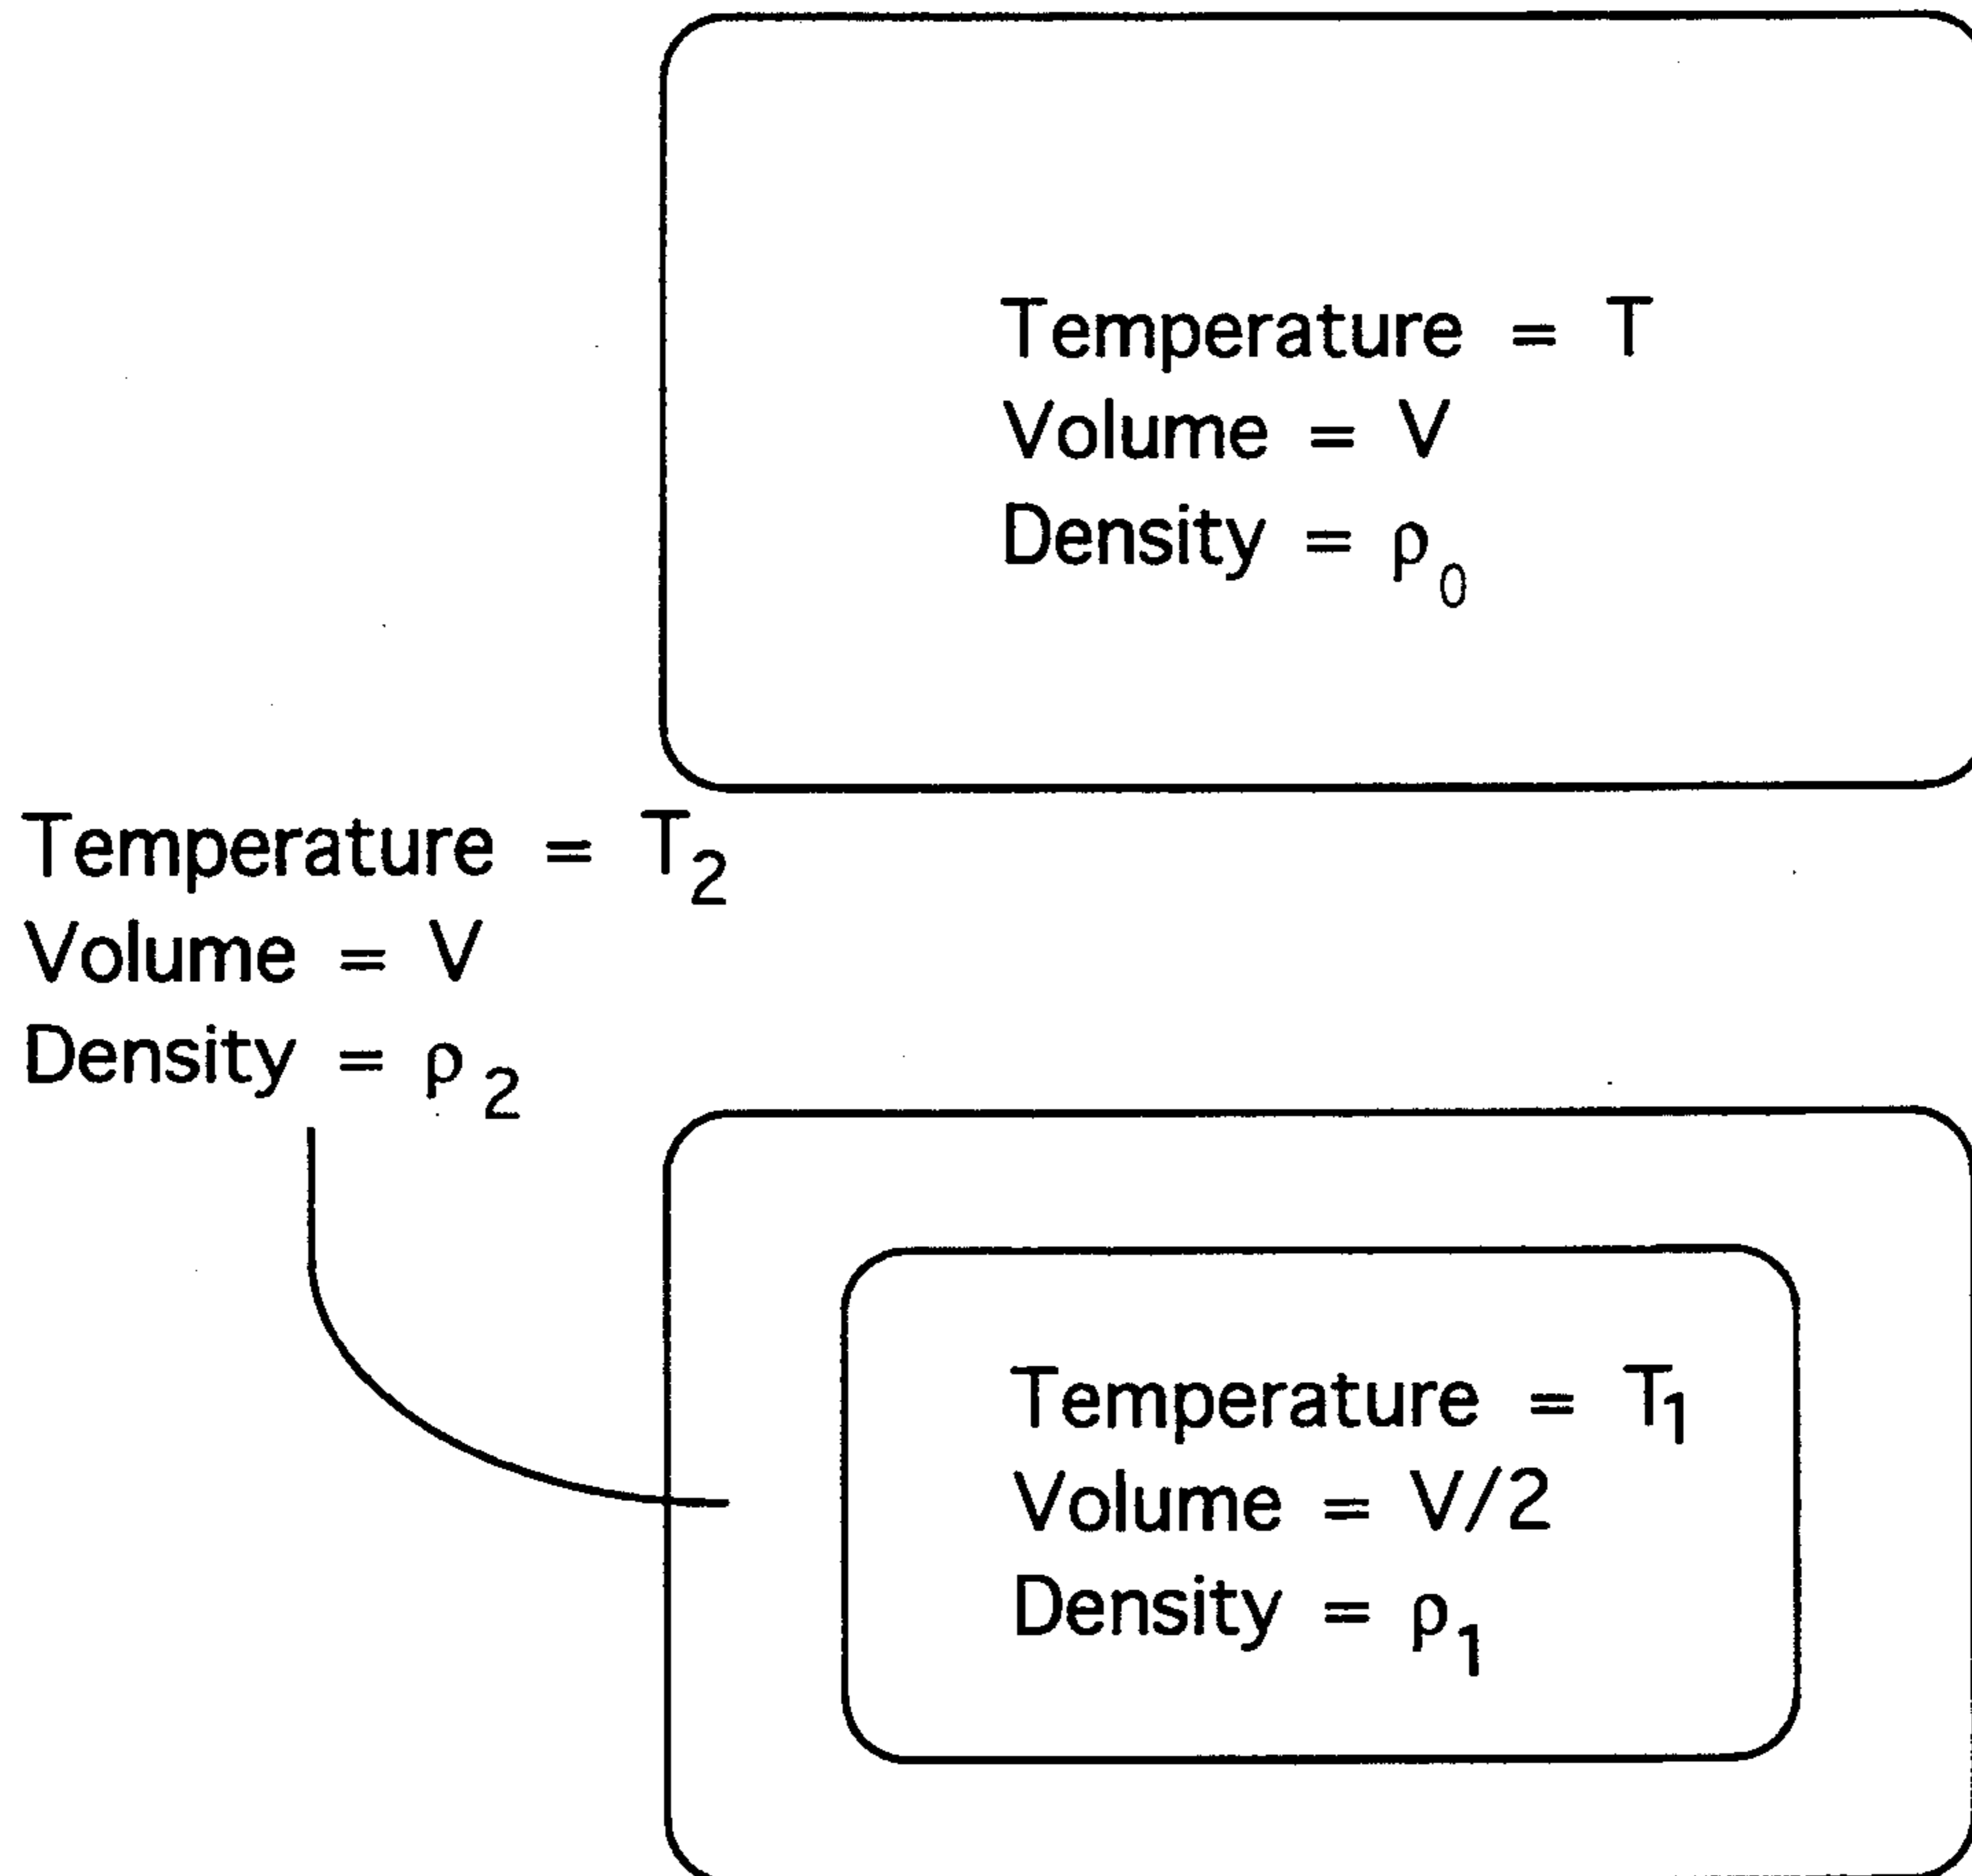 Temperature = T
Volume = V
Density = ρ₀
Temperature = T₂
Volume = V
Density = ρ₂
Temperature = T₁
Volume = V/2
Density = ρ₁